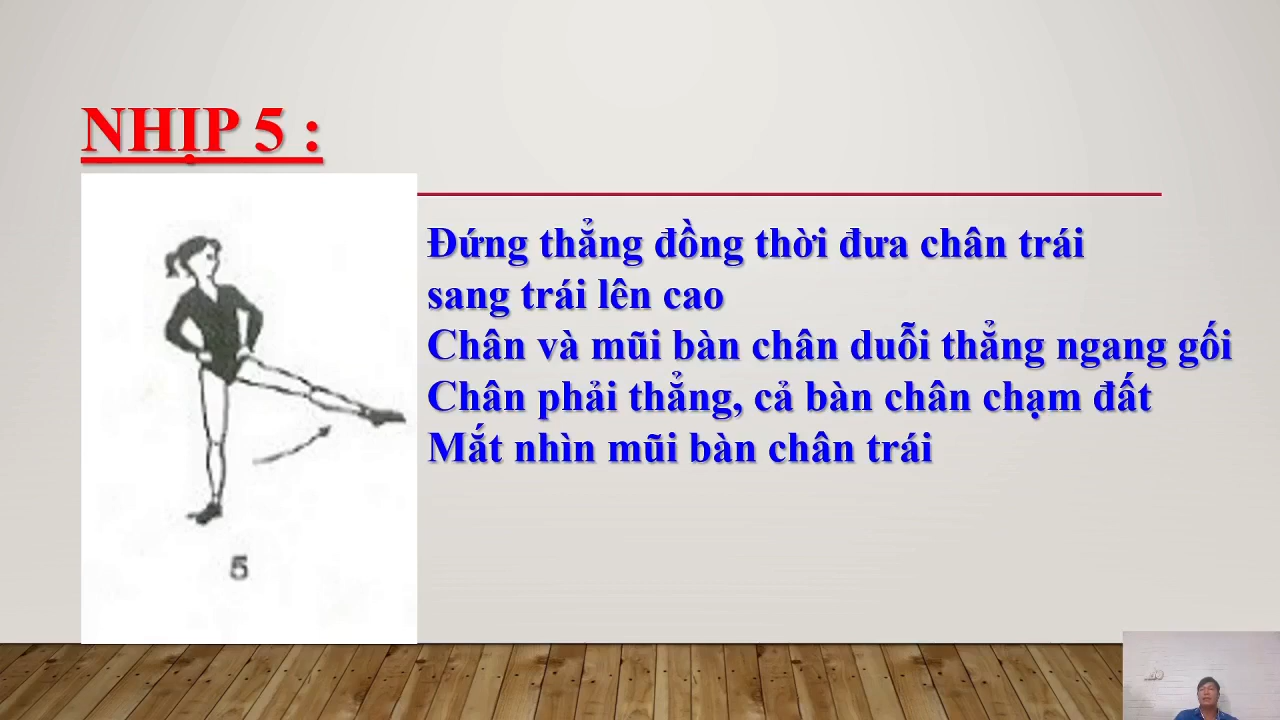 NHỊP 5 :
Đứng thẳng đồng thời đưa chân trái
sang trái lên cao
Chân và mũi bàn chân duỗi thẳng ngang gối
Chân phải thẳng, cả bàn chân chạm đất
Mắt nhìn mũi bàn chân trái
5